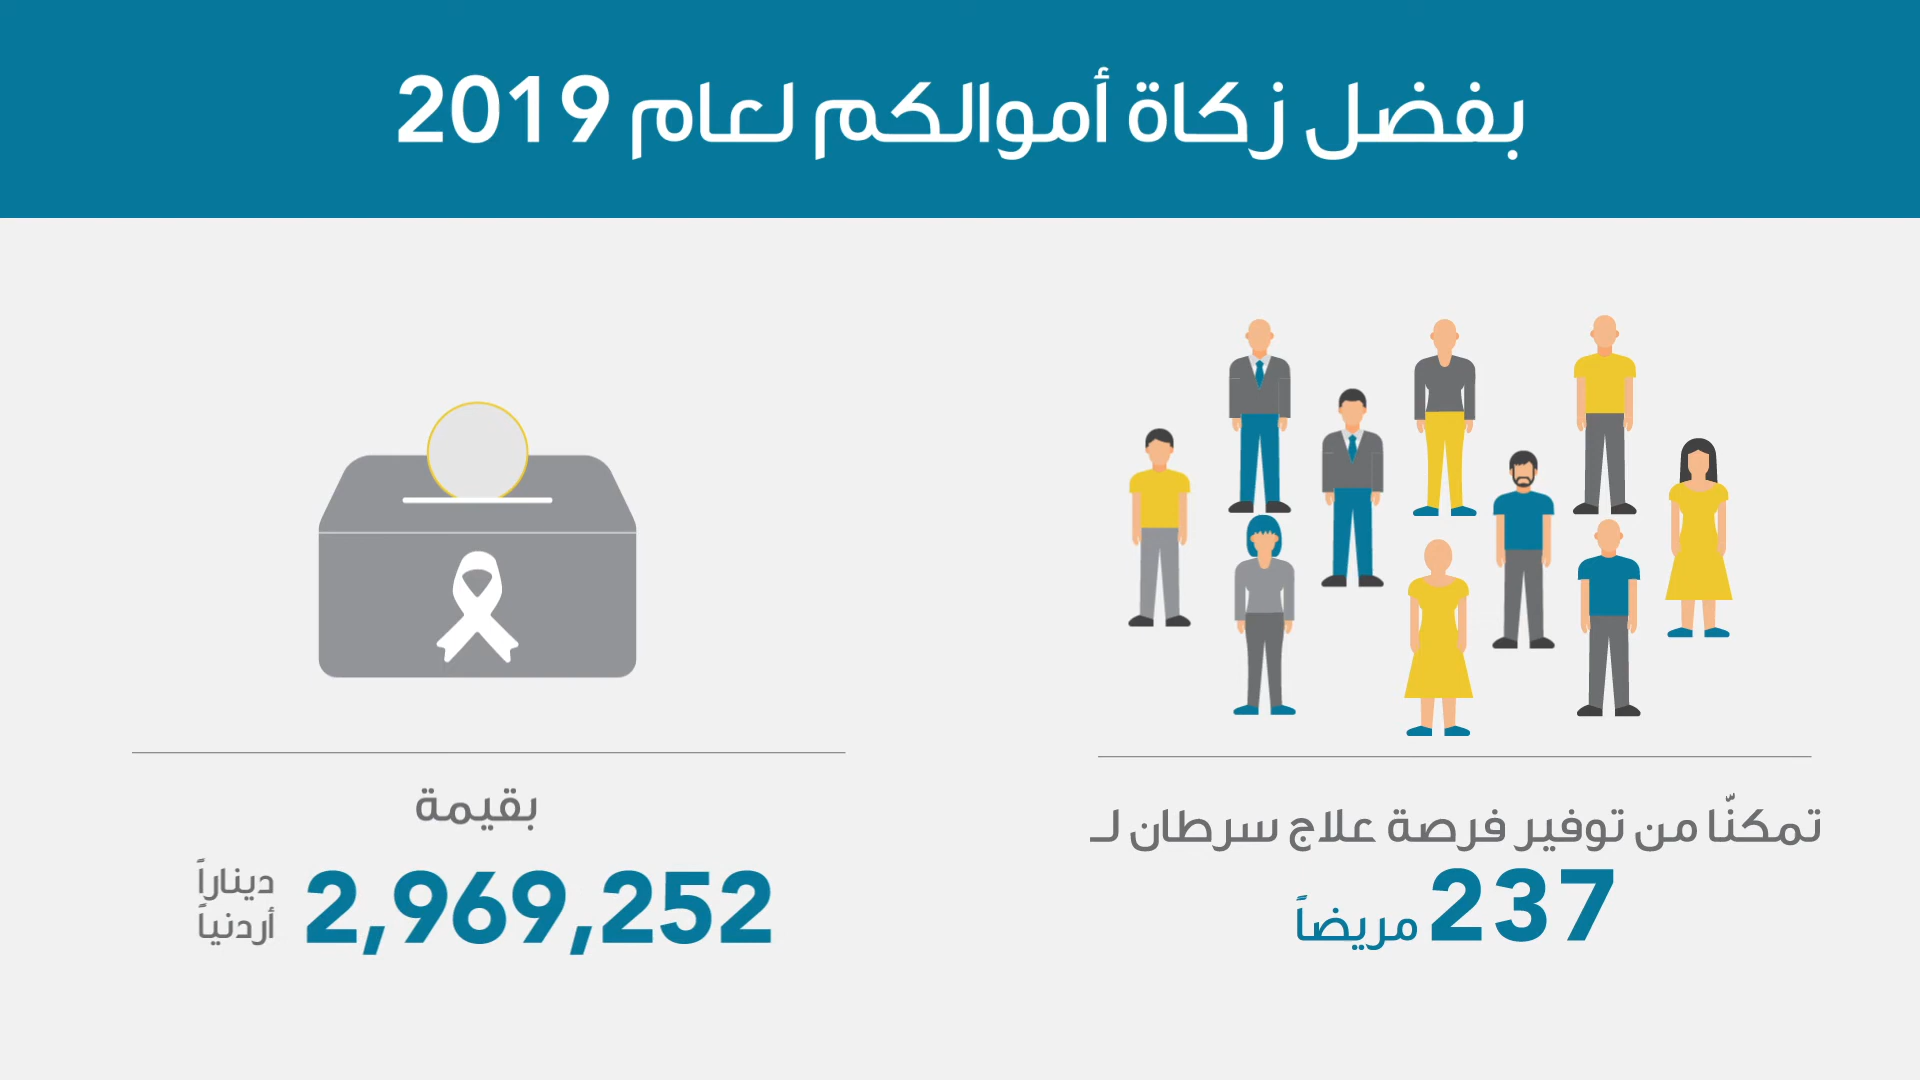 بفضل زكاة أموالكم لعام 2019
تمكنّا من توفير فرصة علاج سرطان لـ
237 مريضاً
بقيمة
2,969,252 ديناراً
أردنياً